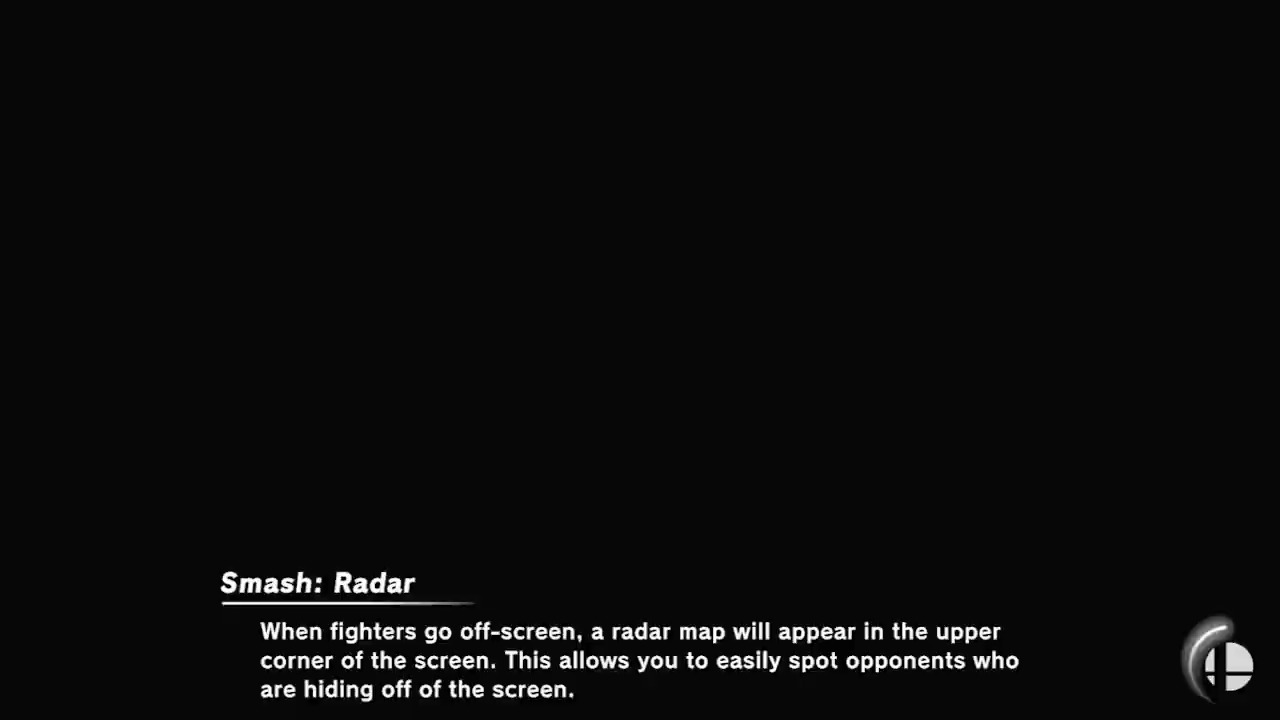 Smash: Radar
When fighters go off-screen, a radar map will appear in the upper
corner of the screen. This allows you to easily spot opponents who
are hiding off of the screen.